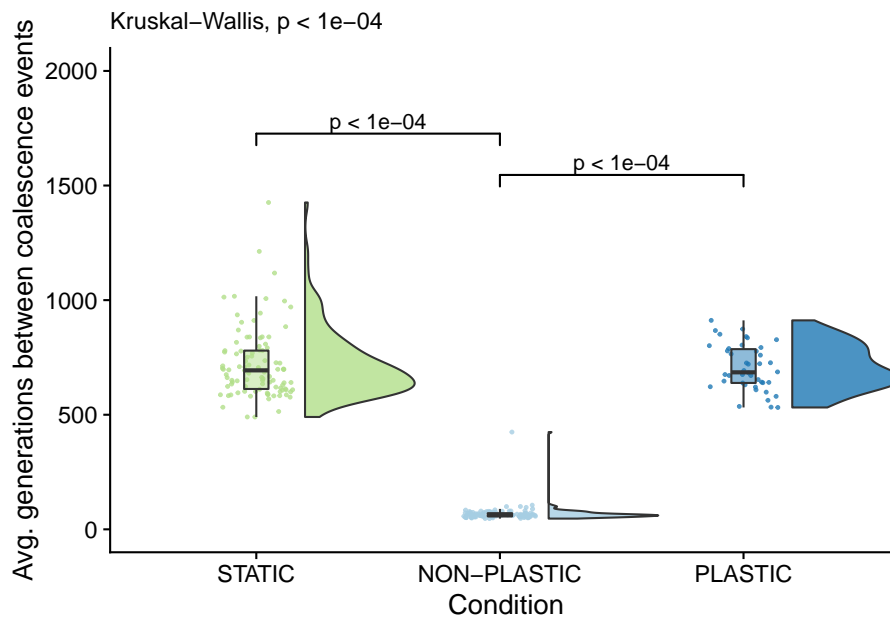 Kruskal−Wallis, p < 1e−04
Avg. generations between coalescence events
2000
1500
1000
500
0
p < 1e−04
p < 1e−04
STATIC
NON−PLASTIC
PLASTIC
Condition